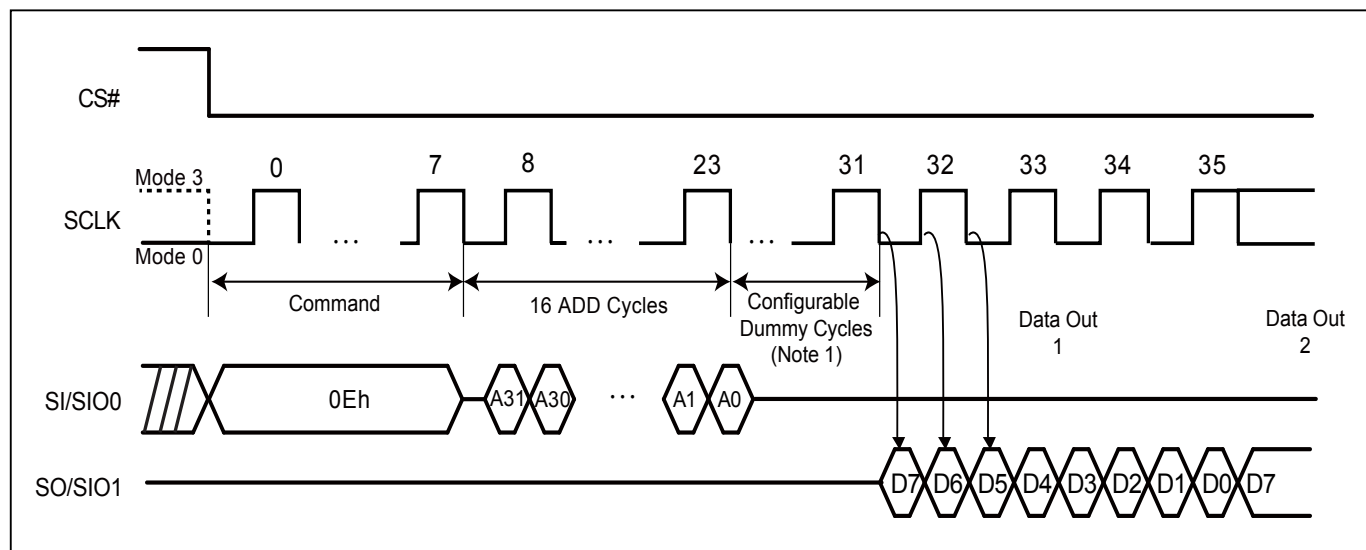 CS#
0 7 8 23 31 32 33 34 35
Mode 3
SCLK
... ... ...
Mode 0
Command
16 ADD Cycles
Configurable
Dummy Cycles
(Note 1)
Data Out
1
Data Out
2
SI/SIO0
0Eh
A31 A30 ... A1 A0
SO/SIO1
D7 D6 D5 D4 D3 D2 D1 D0 D7